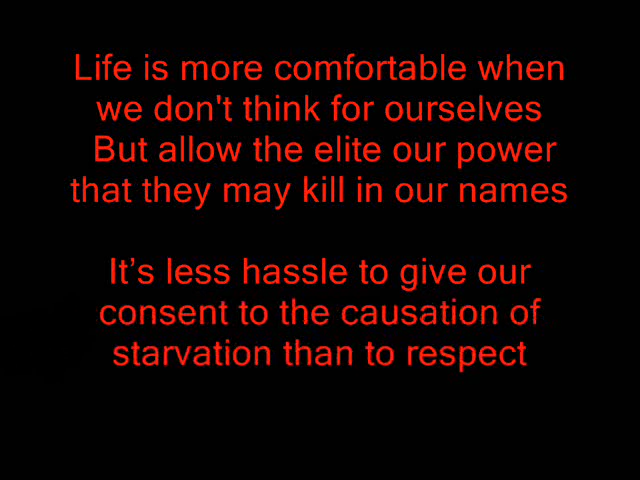 Life is more comfortable when
we don't think for ourselves
But allow the elite our power
that they may kill in our names
It’s less hassle to give our
consent to the causation of
starvation than to respect